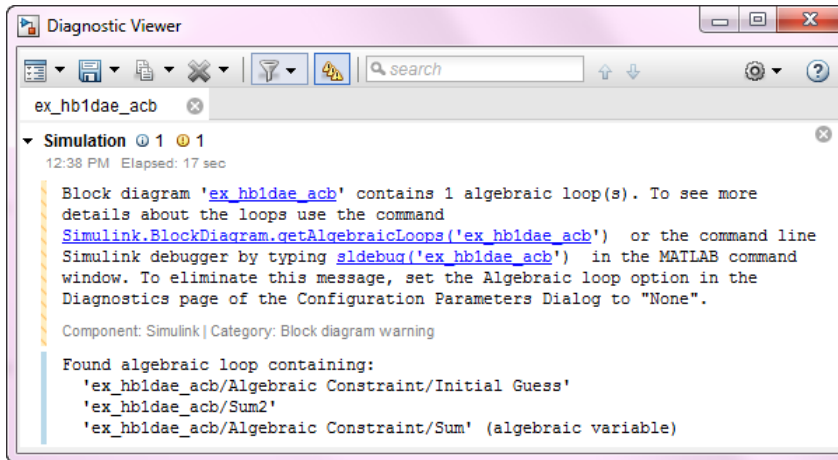 Diagnostic Viewer
search
ex_hb1dae_acb
Simulation 1 1
12:38 PM Elapsed: 17 sec
Block diagram 'ex_hb1dae_acb' contains 1 algebraic loop(s). To see more
details about the loops use the command
Simulink.BlockDiagram.getAlgebraicLoops('ex_hb1dae_acb') or the command line
Simulink debugger by typing sldebug('ex_hb1dae_acb') in the MATLAB command
window. To eliminate this message, set the Algebraic loop option in the
Diagnostics page of the Configuration Parameters Dialog to "None".
Component: Simulink | Category: Block diagram warning
Found algebraic loop containing:
'ex_hb1dae_acb/Algebraic Constraint/Initial Guess'
'ex_hb1dae_acb/Sum2'
'ex_hb1dae_acb/Algebraic Constraint/Sum' (algebraic variable)